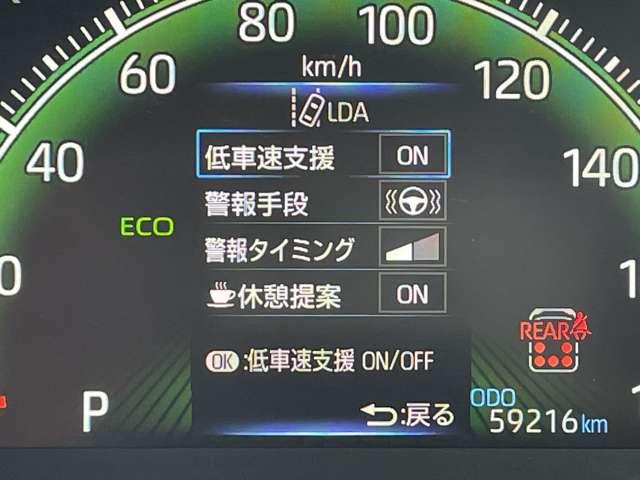 80
100
60
km/h
120
LDA
40
低車速支援 ON
140
警報手段
ECO
警報タイミング
休憩提案 ON
REAR
OK:低車速支援 ON/OFF
P
:戻る
ODO
59216 km